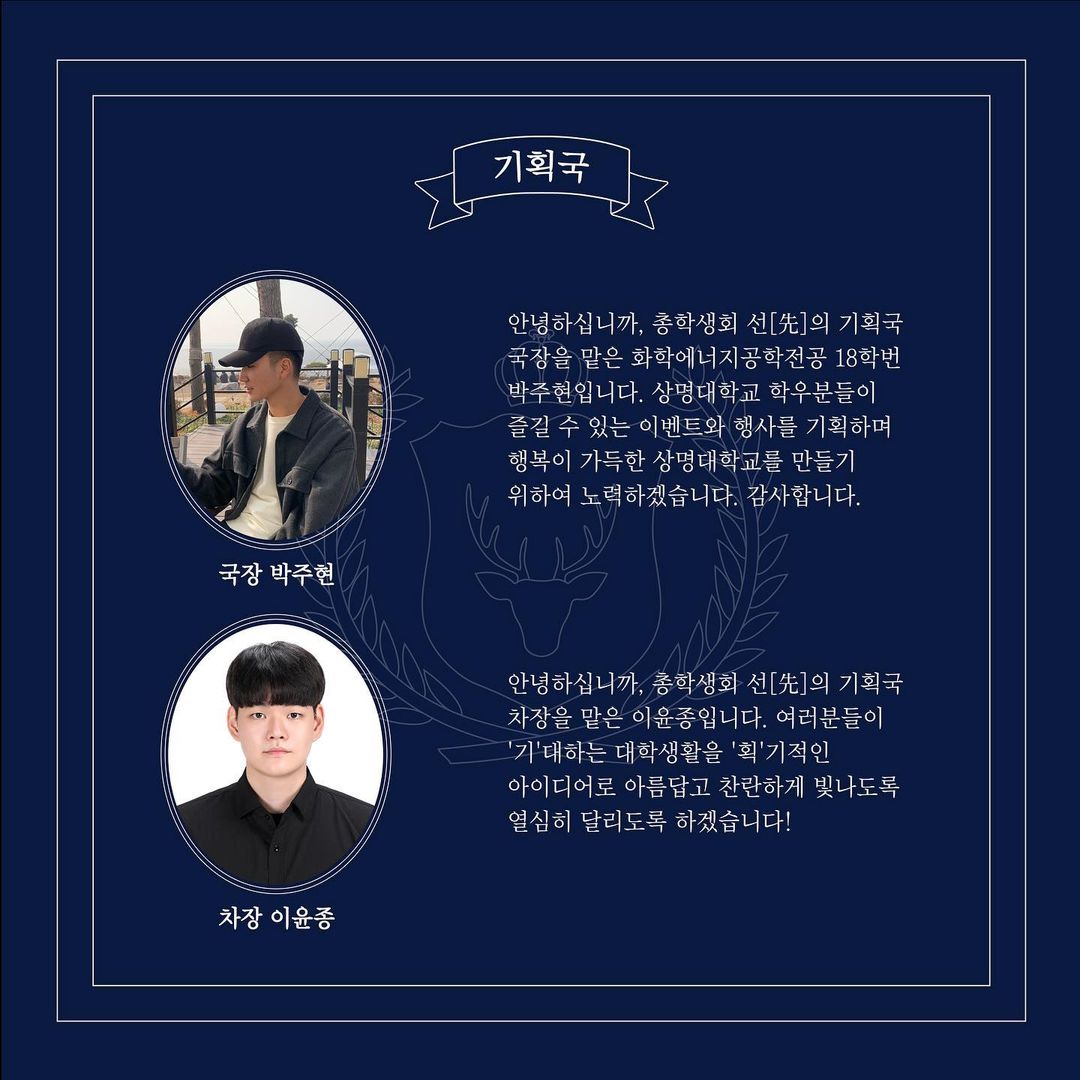 기획국
안녕하십니까, 총학생회 선[先]의 기획국
국장을 맡은 화학에너지공학전공 18학번
박주현입니다. 상명대학교 학우분들이
즐길 수 있는 이벤트와 행사를 기획하며
행복이 가득한 상명대학교를 만들기
위하여 노력하겠습니다. 감사합니다.
국장 박주현
안녕하십니까, 총학생회 선[先]의 기획국
차장을 맡은 이윤종입니다. 여러분들이
'기'대하는 대학생활을 '획'기적인
아이디어로 아름답고 찬란하게 빛나도록
열심히 달리도록 하겠습니다!
차장 이윤종